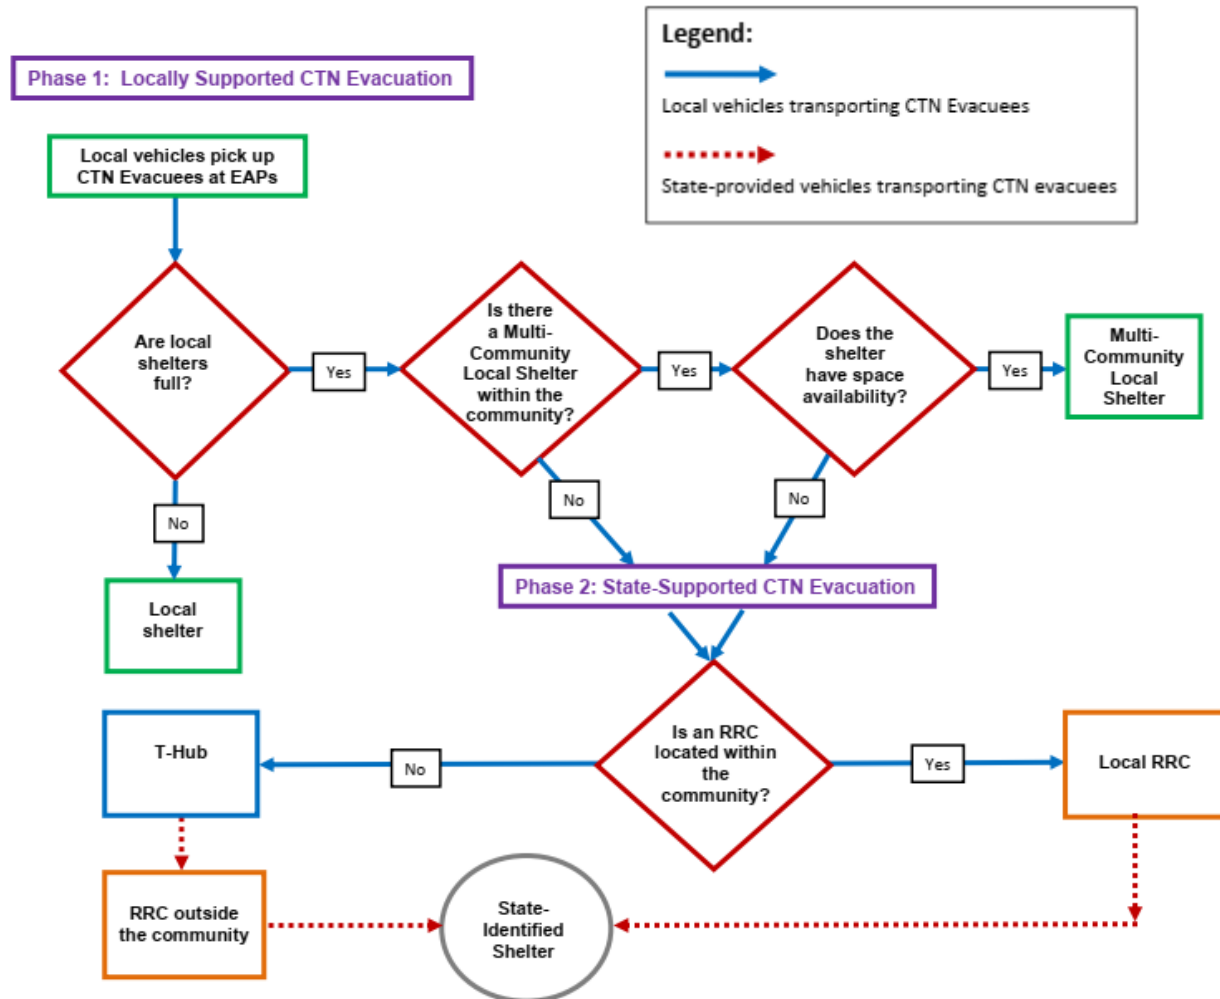 Legend:
Local vehicles transporting CTN Evacuees
State-provided vehicles transporting CTN evacuees
Phase 1:  Locally Supported CTN Evacuation
Local vehicles pick up
CTN Evacuees at EAPs
Are local
shelters
full?
Yes
Is there
a Multi-
Community
Local Shelter
within the
community?
Yes
Does the
shelter
have space
availability?
Yes
Multi-
Community
Local
Shelter
No
No
No
Local
shelter
Phase 2: State-Supported CTN Evacuation
Is an RRC
located within
the
community?
No
T-Hub
Yes
Local RRC
RRC outside
the community
State-
Identified
Shelter